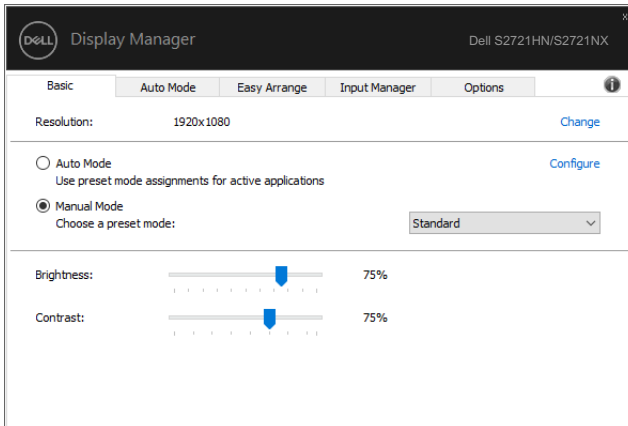 DELL Display Manager Dell S2721HN/S2721NX
x
Basic Auto Mode Easy Arrange Input Manager Options i
Resolution: 1920x1080 Change
Auto Mode Configure
Use preset mode assignments for active applications
Manual Mode
Choose a preset mode: Standard
Brightness: 75%
Contrast: 75%